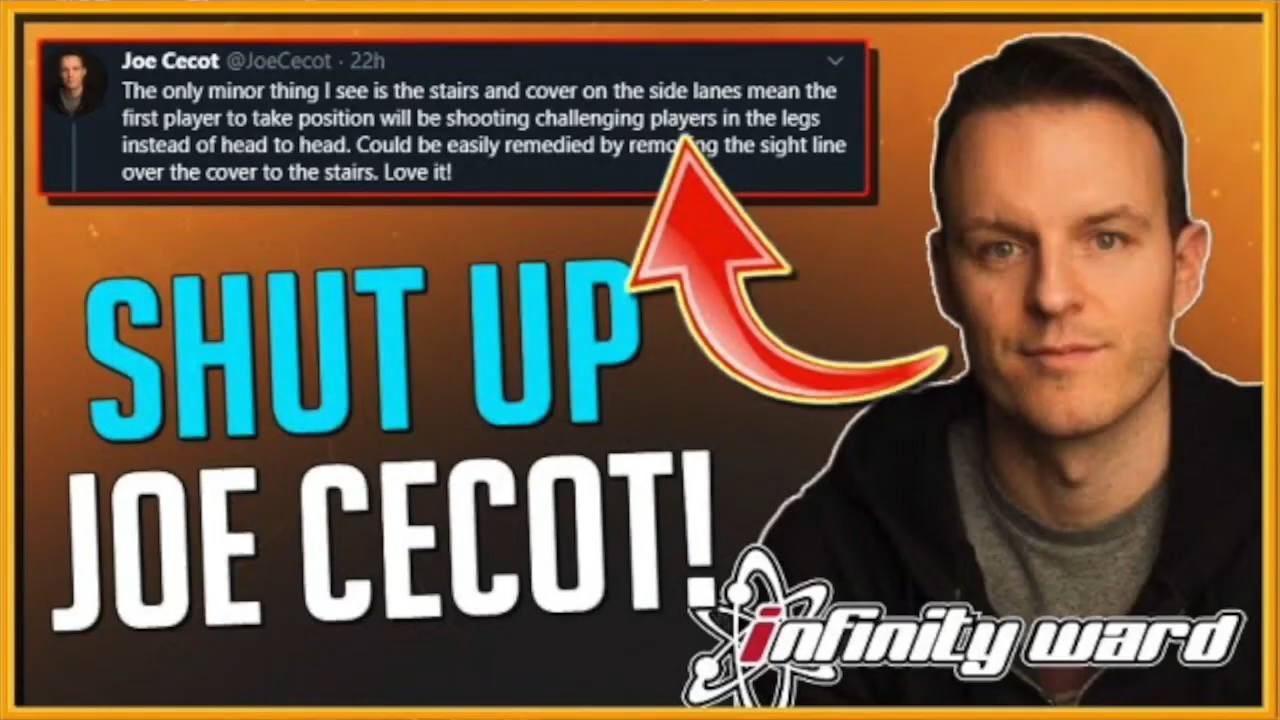 Joe Cecot @JoeCecot · 22h
The only minor thing I see is the stairs and cover on the side lanes mean the
first player to take position will be shooting challenging players in the legs
instead of head to head. Could be easily remedied by the sight line
over the cover to the stairs. Love it!
SHUT UP
JOE CECOT!
infinity ward